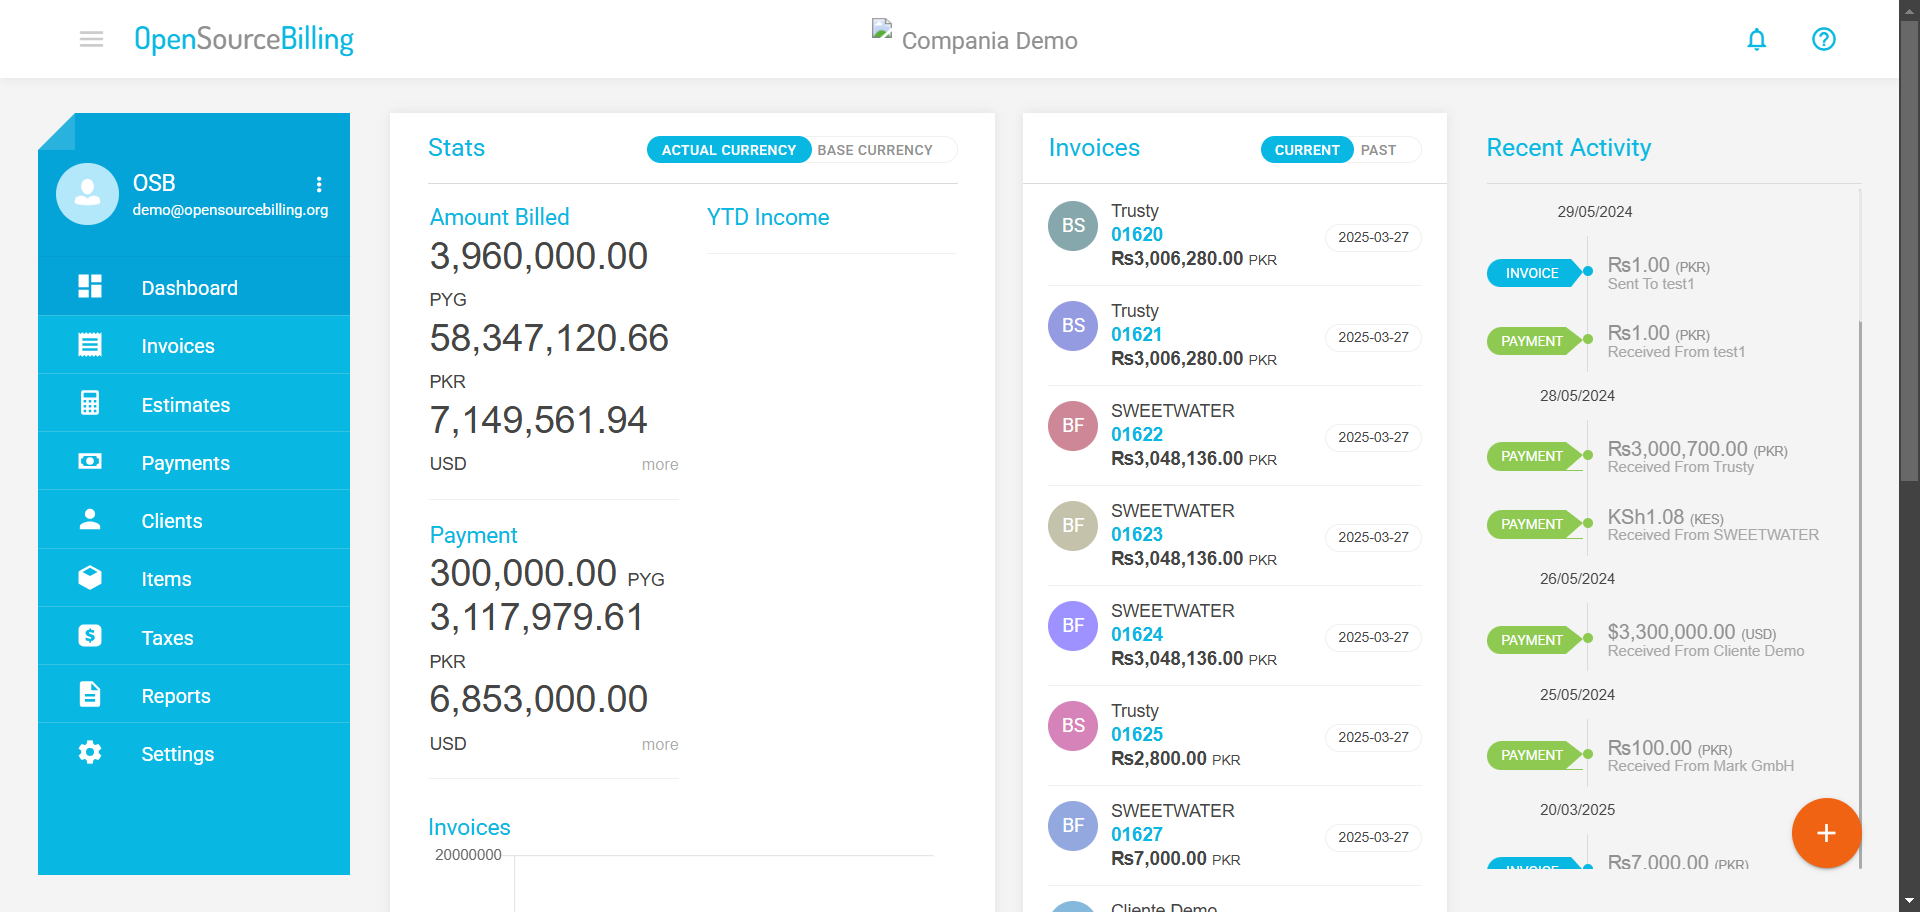 OpenSourceBilling
Compania Demo
OSB
demo@opensourcebilling.org
Dashboard
Invoices
Estimates
Payments
Clients
Items
Taxes
Reports
Settings
Stats
ACTUAL CURRENCY
BASE CURRENCY
Amount Billed
3,960,000.00
PYG
58,347,120.66
PKR
7,149,561.94
USD
more
YTD Income
Payment
300,000.00 PYG
3,117,979.61
PKR
6,853,000.00
USD
more
Invoices
20000000
Invoices
CURRENT
PAST
BS
Trusty
01620
Rs3,006,280.00 PKR
2025-03-27
BS
Trusty
01621
Rs3,006,280.00 PKR
2025-03-27
BF
SWEETWATER
01622
Rs3,048,136.00 PKR
2025-03-27
BF
SWEETWATER
01623
Rs3,048,136.00 PKR
2025-03-27
BF
SWEETWATER
01624
Rs3,048,136.00 PKR
2025-03-27
BS
Trusty
01625
Rs2,800.00 PKR
2025-03-27
BF
SWEETWATER
01627
Rs7,000.00 PKR
2025-03-27
Cliente Demo
Recent Activity
29/05/2024
INVOICE
Rs1.00 (PKR)
Sent To test1
PAYMENT
Rs1.00 (PKR)
Received From test1
28/05/2024
PAYMENT
Rs3,000,700.00 (PKR)
Received From Trusty
PAYMENT
KSh1.08 (KES)
Received From SWEETWATER
26/05/2024
PAYMENT
$3,300,000.00 (USD)
Received From Cliente Demo
25/05/2024
PAYMENT
Rs100.00 (PKR)
Received From Mark GmbH
20/03/2025
INVOICE
Rs7,000.00 (PKR)